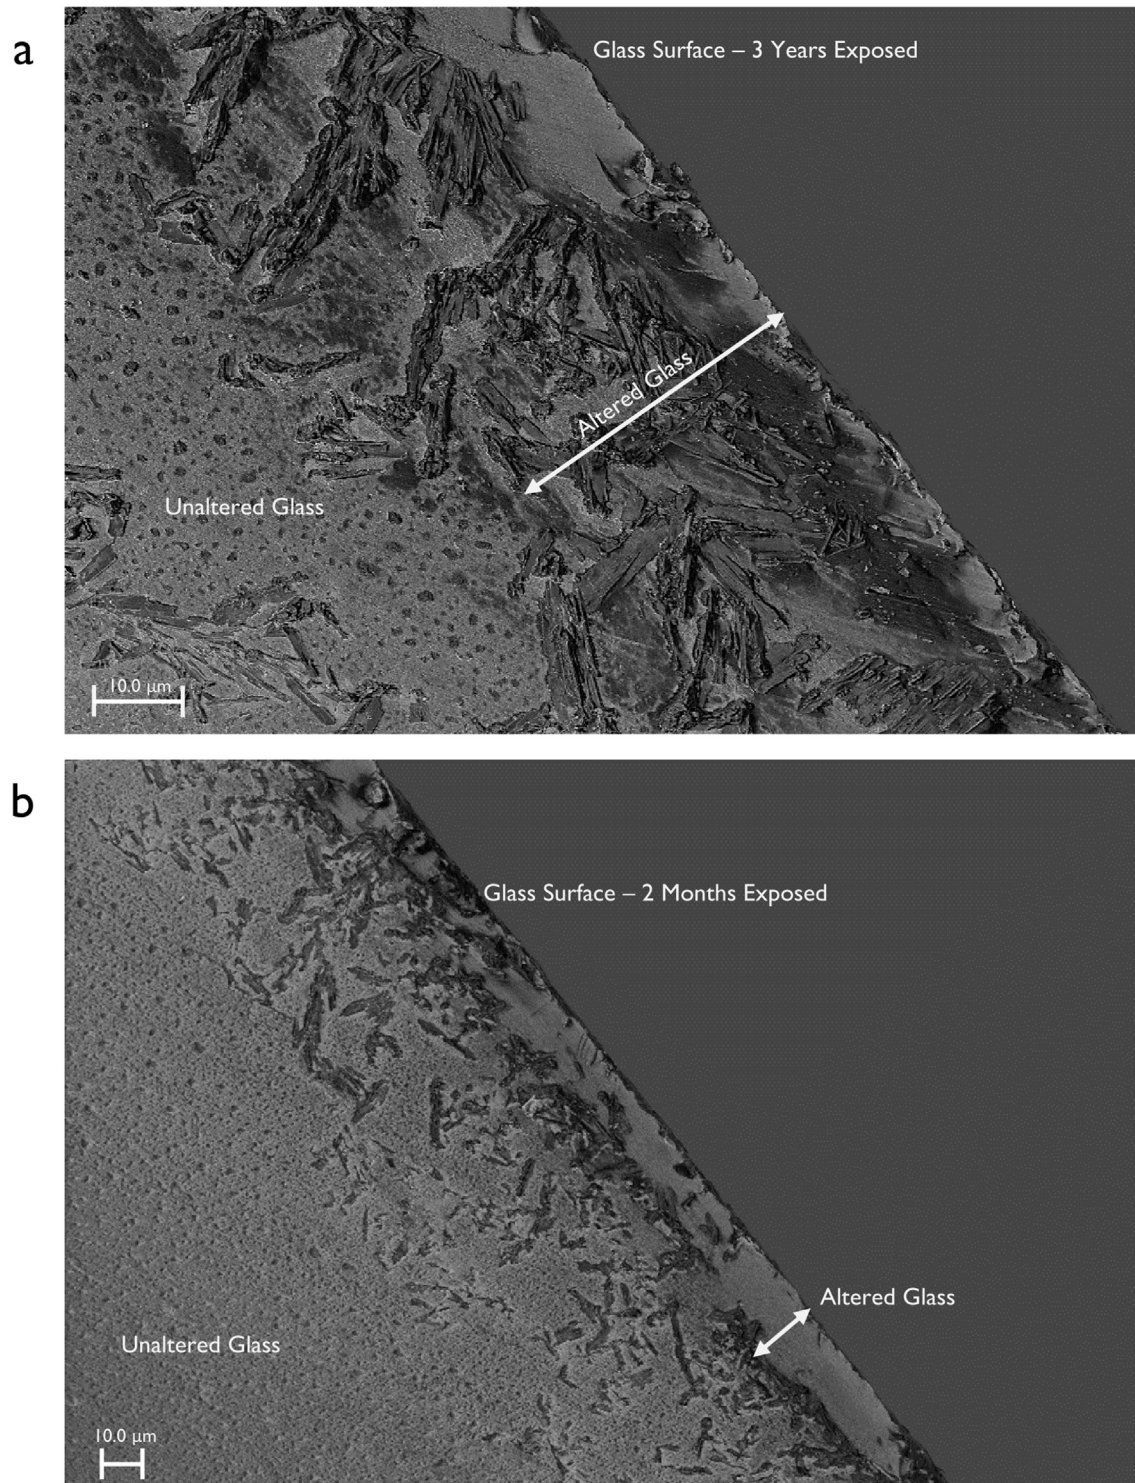 a
Glass Surface – 3 Years Exposed
Altered Glass
Unaltered Glass
10.0 µm
b
Glass Surface – 2 Months Exposed
Altered Glass
Unaltered Glass
10.0 µm